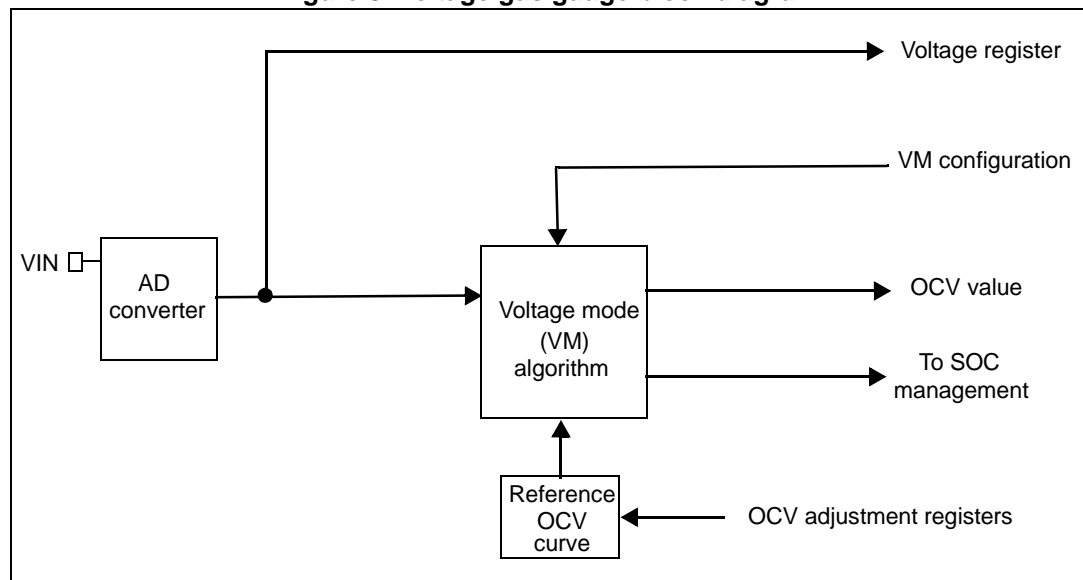 Voltage register
VM configuration
VIN
AD
converter
Voltage mode
(VM)
algorithm
OCV value
To SOC
management
Reference
OCV
curve
OCV adjustment registers